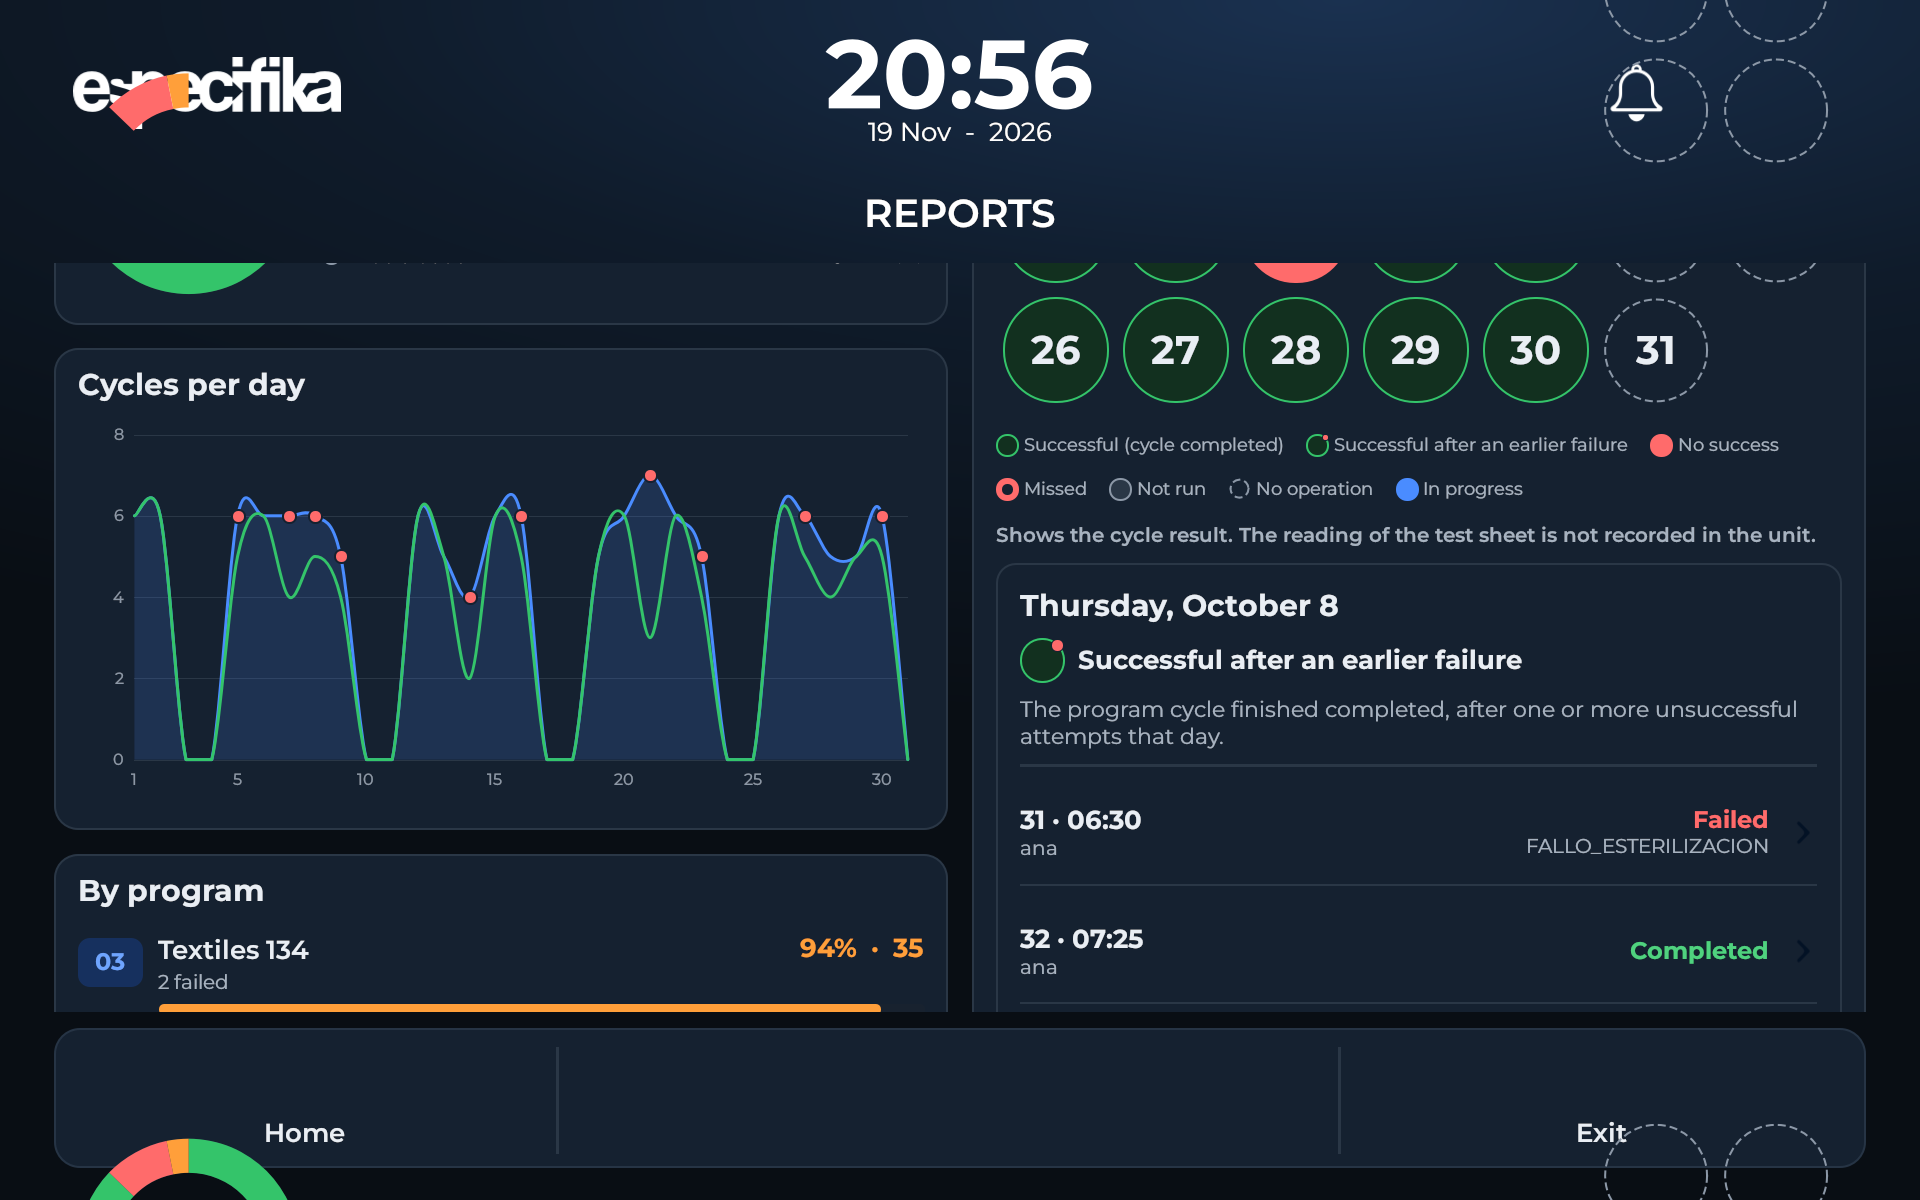 especifika
20:56
19 Nov - 2026
REPORTS
Cycles per day
8
6
4
2
0
1 5 10 15 20 25 30
By program
03
Textiles 134
2 failed
94% · 35
26 27 28 29 30 31
Successful (cycle completed) Successful after an earlier failure No success
Missed Not run No operation In progress
Shows the cycle result. The reading of the test sheet is not recorded in the unit.
Thursday, October 8
Successful after an earlier failure
The program cycle finished completed, after one or more unsuccessful
attempts that day.
31 · 06:30
ana
Failed
FALLO_ESTERILIZACION
32 · 07:25
ana
Completed
Home
Exit